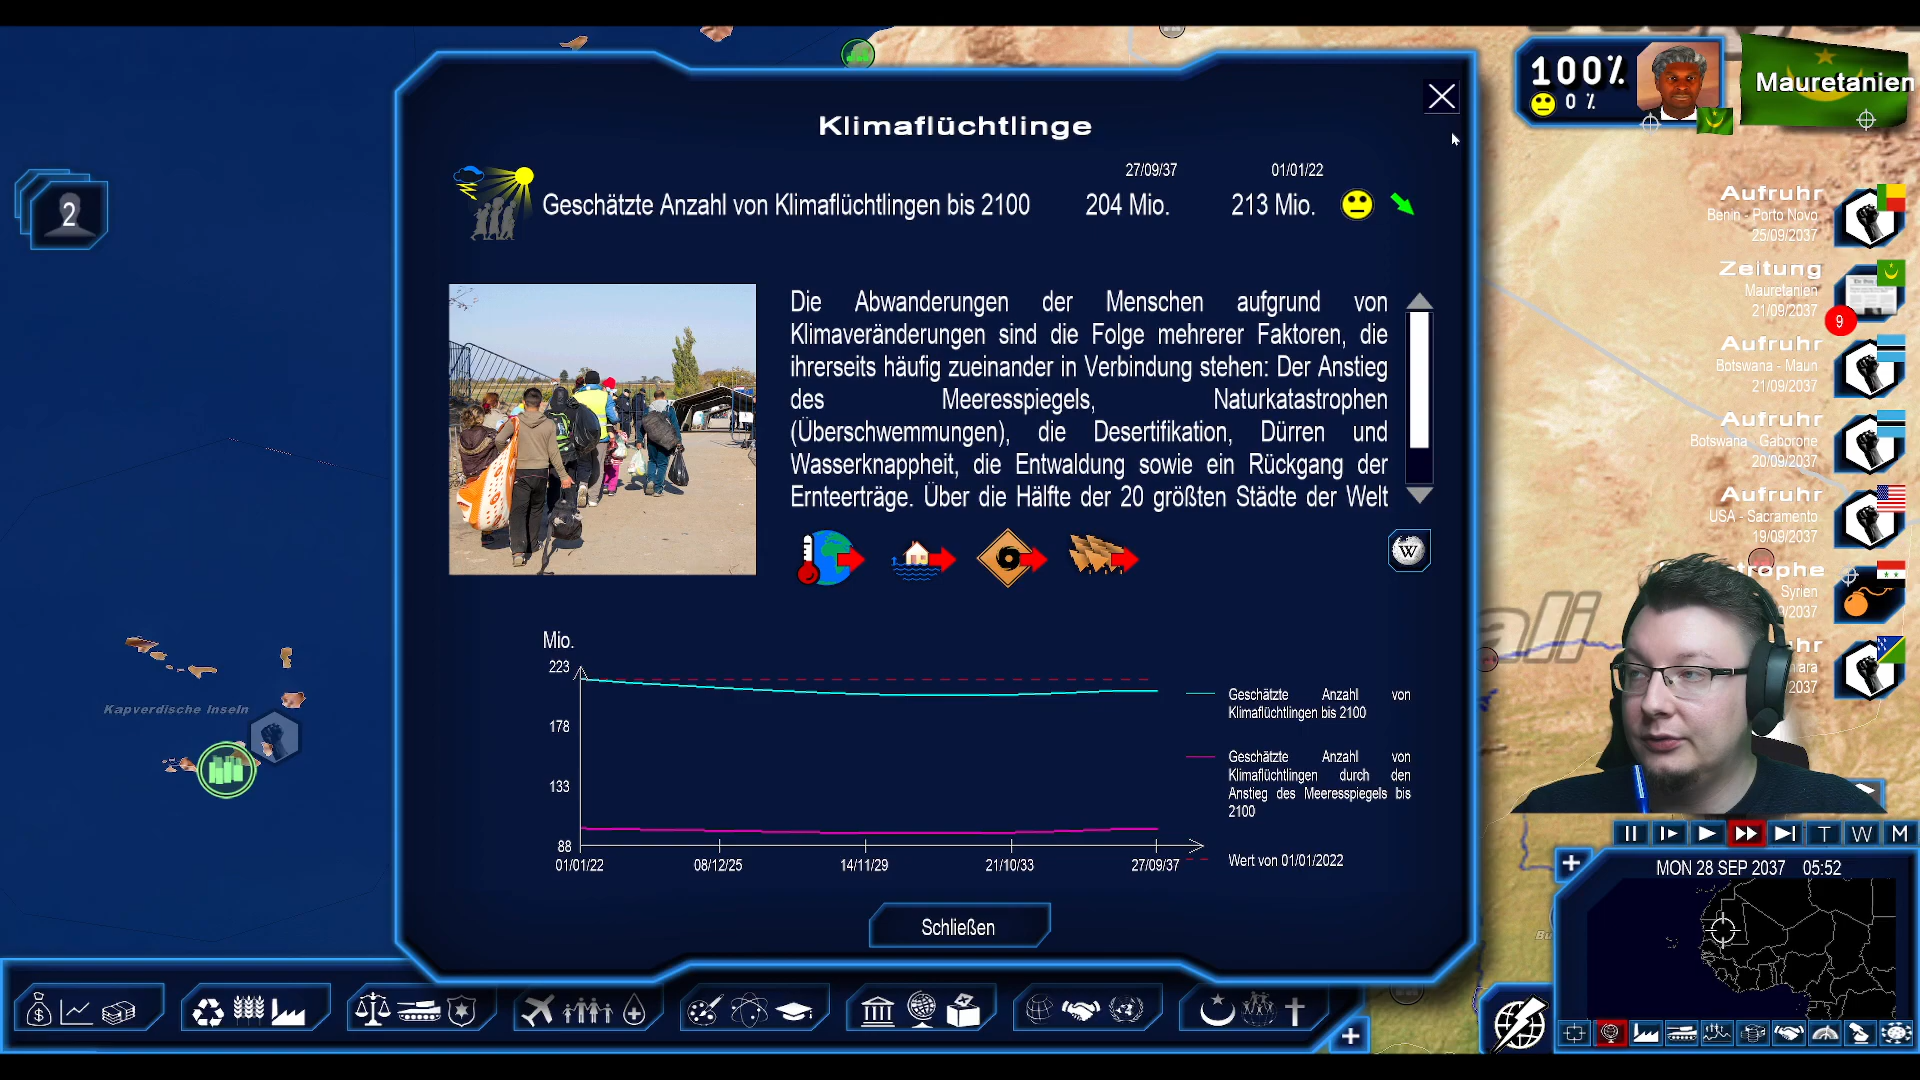 Klimaflüchtlinge
27/09/37
01/01/22
Geschätzte Anzahl von Klimaflüchtlingen bis 2100
204 Mio.
213 Mio.
Die Abwanderungen der Menschen aufgrund von
Klimaveränderungen sind die Folge mehrerer Faktoren, die
ihrerseits häufig zueinander in Verbindung stehen: Der Anstieg
des Meeresspiegels, Naturkatastrophen
(Überschwemmungen), die Desertifikation, Dürren und
Wasserknappheit, die Entwaldung sowie ein Rückgang der
Ernteerträge. Über die Hälfte der 20 größten Städte der Welt
W
Mio.
223
178
133
88
01/01/22
08/12/25
14/11/29
21/10/33
27/09/37
Geschätzte Anzahl von
Klimaflüchtlingen bis 2100
Geschätzte Anzahl von
Klimaflüchtlingen durch den
Anstieg des Meeresspiegels bis
2100
Wert von 01/01/2022
Schließen
2
Kapverdische Inseln
100%
0 %
Mauretanien
Aufruhr
Benin - Porto Novo
25/09/2037
Zeitung
Mauretanien
21/09/2037
9
Aufruhr
Botswana - Maun
21/09/2037
Aufruhr
Botswana - Gaborone
20/09/2037
Aufruhr
USA - Sacramento
19/09/2037
trophe
Syrien
/2037
hr
ara
2037
ali
T W M
MON 28 SEP 2037 05:52